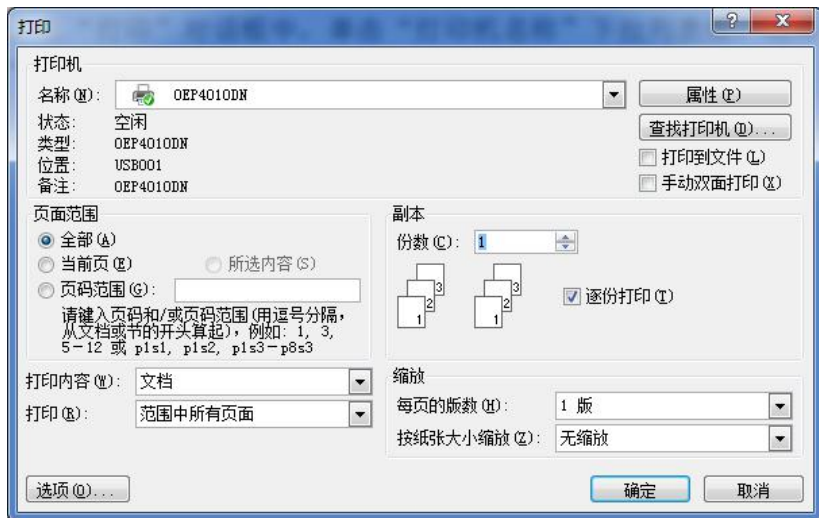 打印
打印机
名称(N): OEP4010DN 属性(P)
状态: 空闲 查找打印机(D)...
类型: OEP4010DN
位置: USB001 打印到文件(L)
备注: OEP4010DN 手动双面打印(X)
页面范围
全部(A)
当前页(E) 所选内容(S)
页码范围(G):
请键入页码和/或页码范围(用逗号分隔,
从文档或节的开头算起),例如: 1, 3,
5-12 或 p1s1, p1s2, p1s3-p8s3
副本
份数(C): 1
3 3
2 2
1 1
逐份打印(T)
打印内容(W): 文档
打印(R): 范围中所有页面
缩放
每页的版数(H): 1 版
按纸张大小缩放(Z): 无缩放
选项(O)... 确定 取消